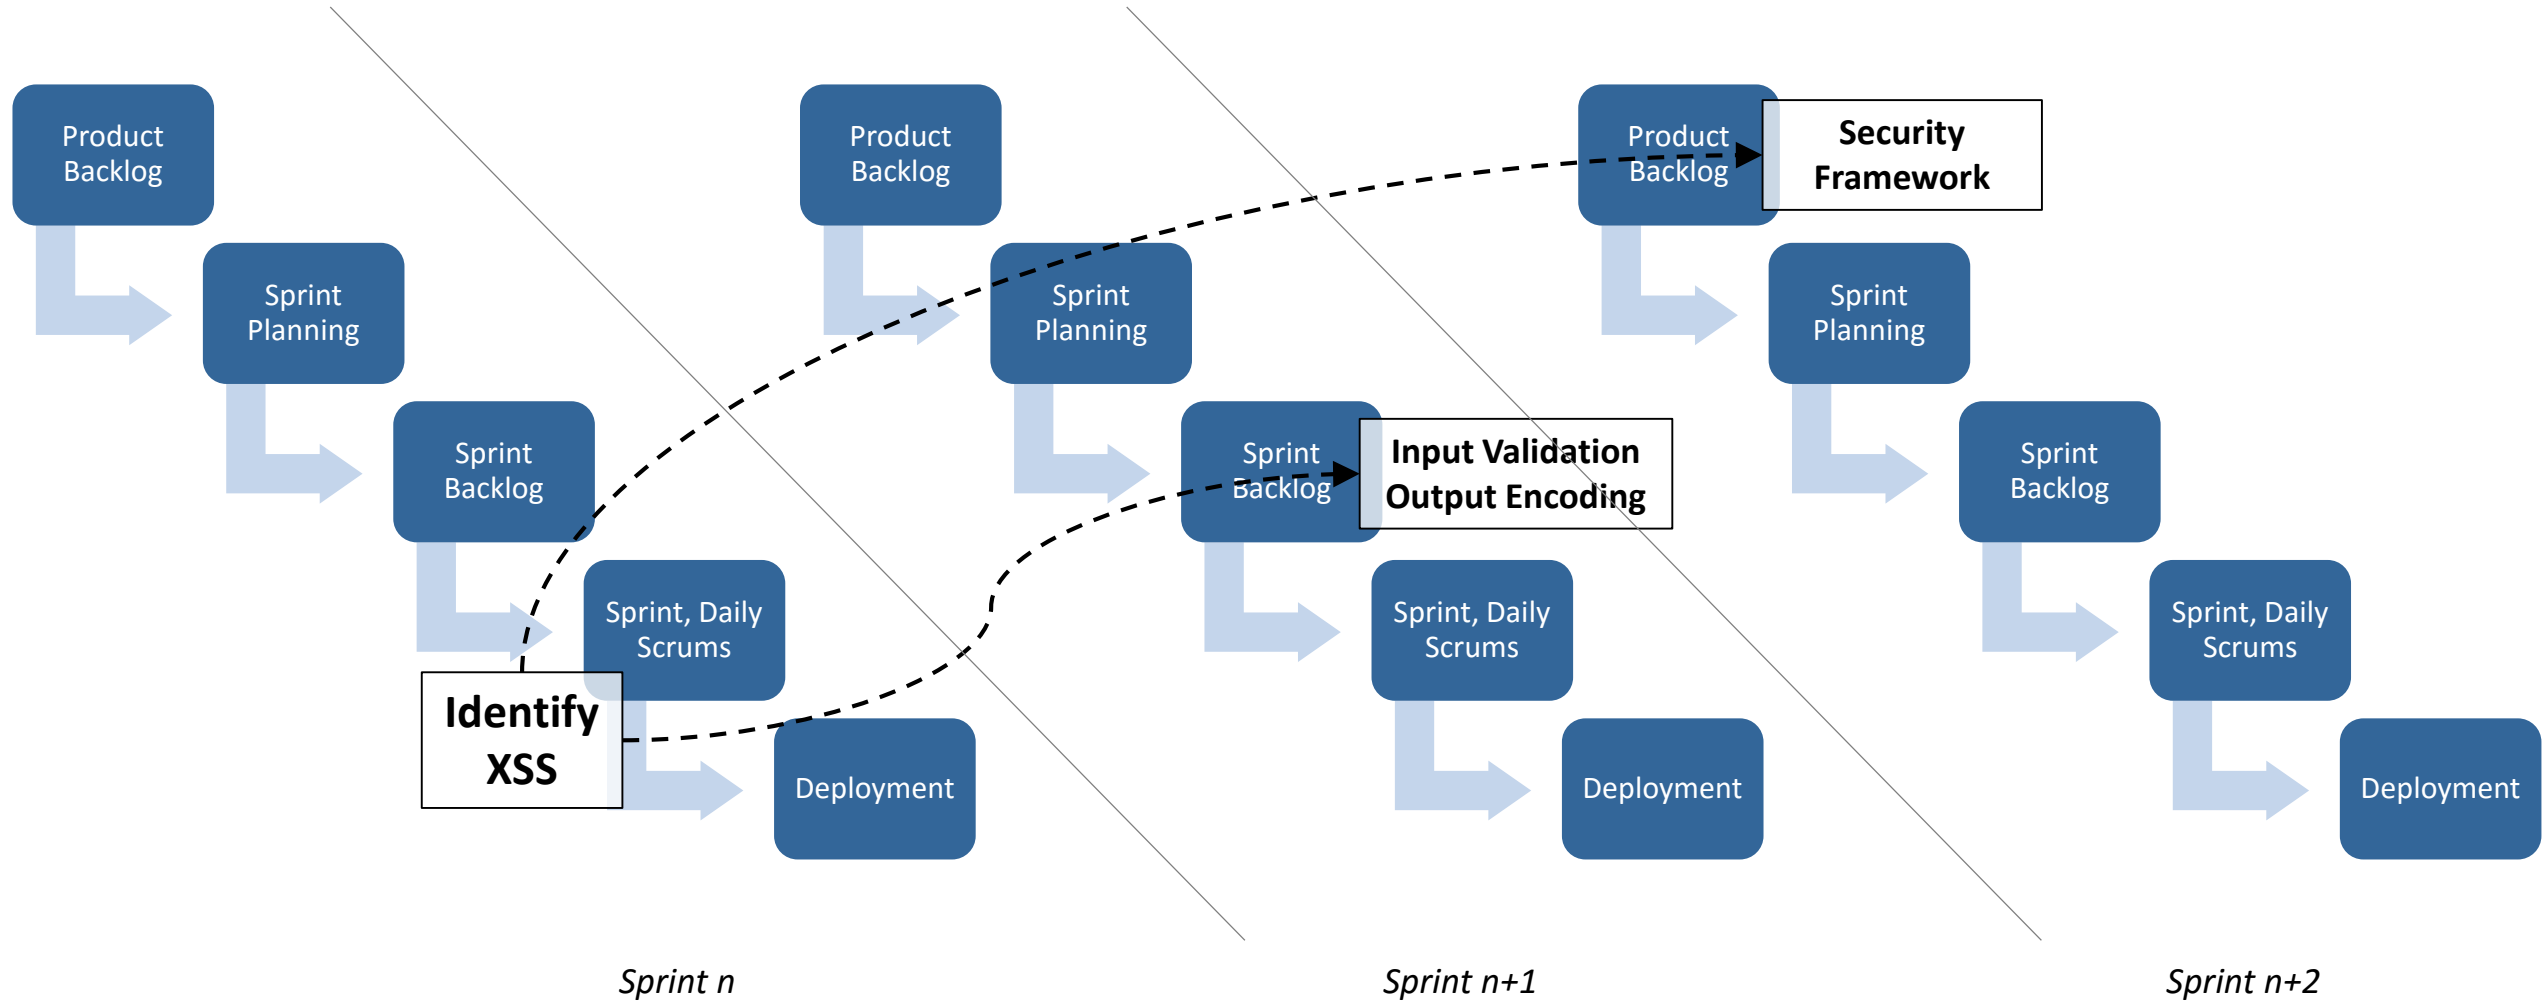 Product
Backlog
Sprint
Planning
Sprint
Backlog
Sprint, Daily
Scrums
Identify
XSS
Deployment
Sprint n
Product
Backlog
Sprint
Planning
Sprint
Backlog
Input Validation
Output Encoding
Sprint, Daily
Scrums
Deployment
Sprint n+1
Product
Backlog
Security
Framework
Sprint
Planning
Sprint
Backlog
Sprint, Daily
Scrums
Deployment
Sprint n+2